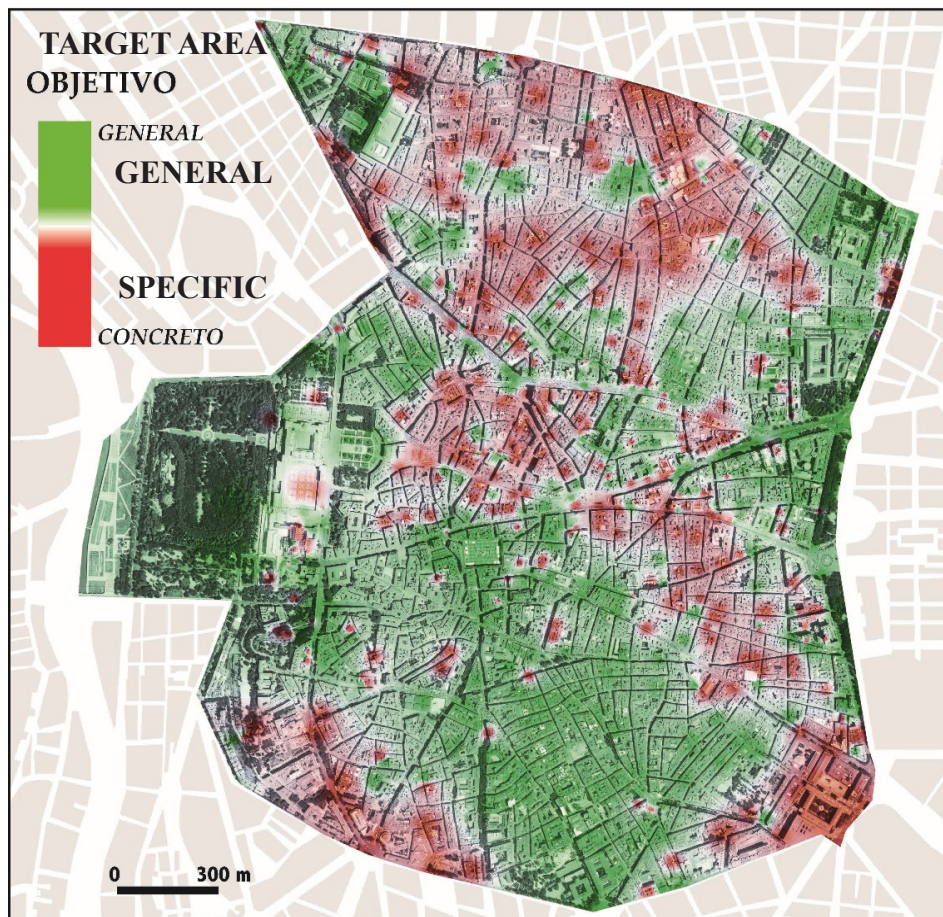 TARGET AREA
OBJETIVO
GENERAL
GENERAL
SPECIFIC
CONCRETO
0 300 m